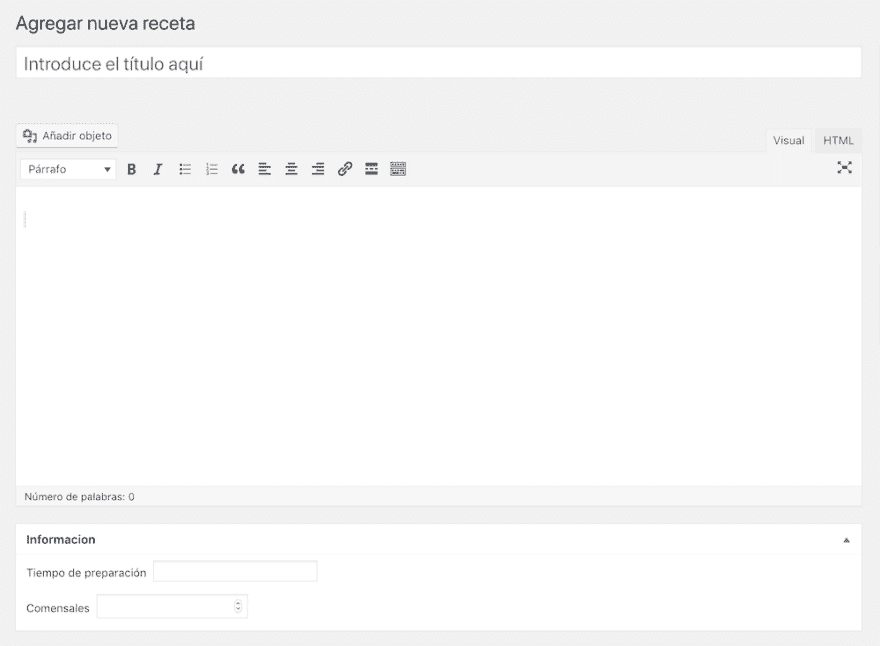 Agregar nueva receta
Introduce el título aquí
Añadir objeto
Visual HTML
Párrafo B I
Número de palabras: 0
Informacion
Tiempo de preparación
Comensales